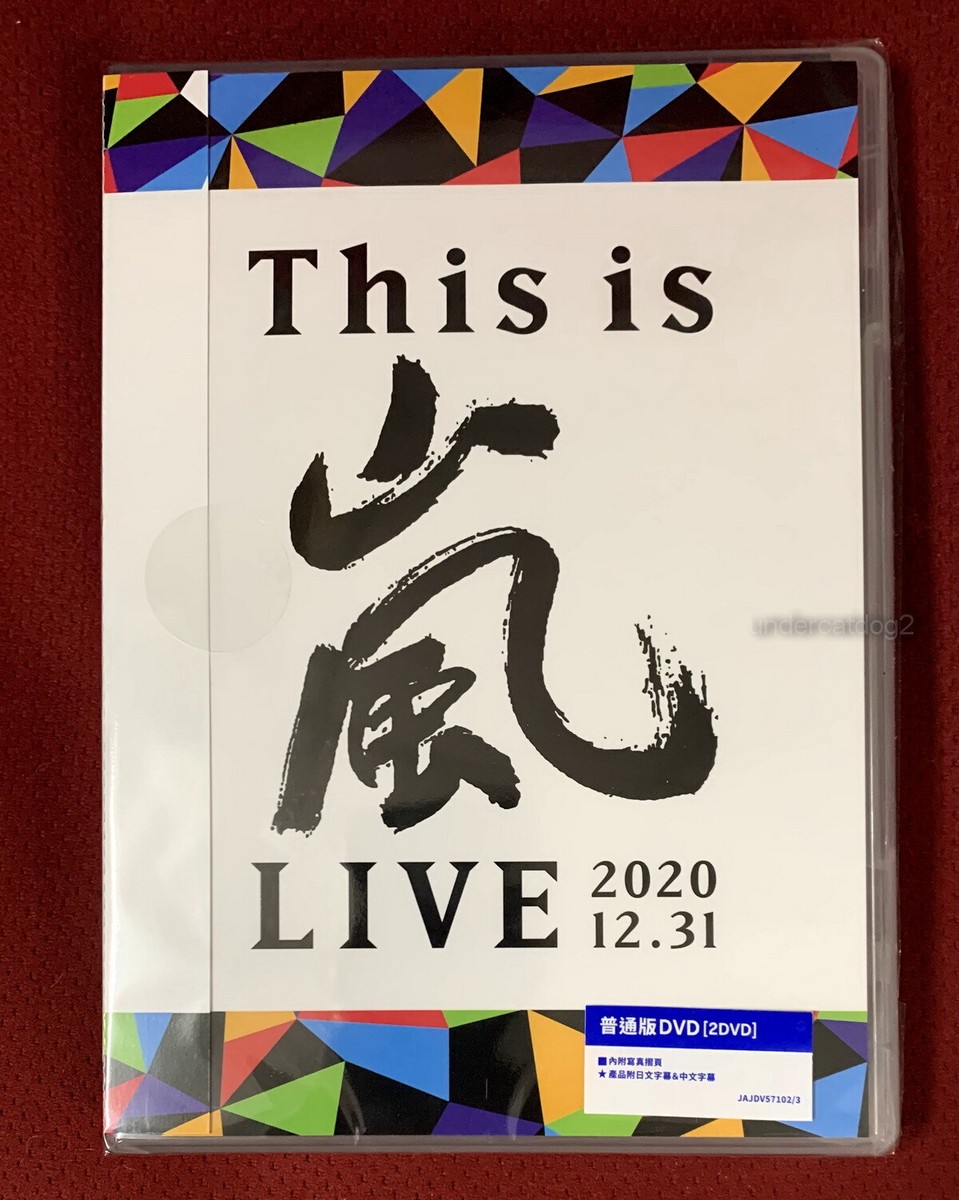 This is
嵐
LIVE 2020
12.31
undercatdog2
普通版DVD [2DVD]
■內附寫真摺頁
★產品附日文字幕&中文字幕
JAJDV57102/3